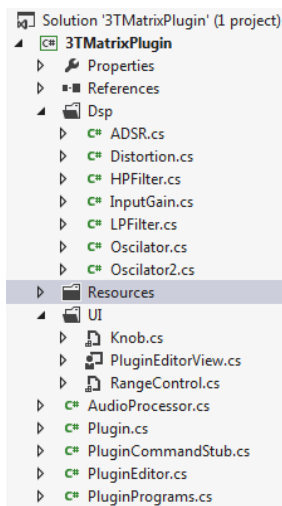 Solution '3TMatrixPlugin' (1 project)
C# 3TMatrixPlugin
Properties
References
Dsp
C# ADSR.cs
C# Distortion.cs
C# HPFilter.cs
C# InputGain.cs
C# LPFilter.cs
C# Oscilator.cs
C# Oscilator2.cs
Resources
UI
Knob.cs
PluginEditorView.cs
RangeControl.cs
C# AudioProcessor.cs
C# Plugin.cs
C# PluginCommandStub.cs
C# PluginEditor.cs
C# PluginPrograms.cs